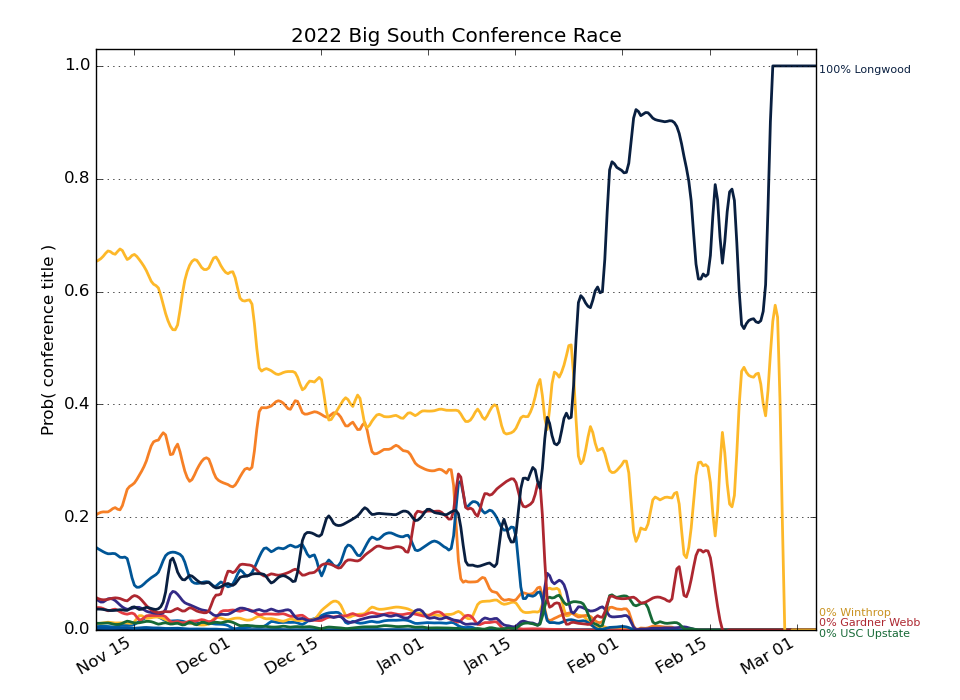 2022 Big South Conference Race
Prob( conference title )
1.0
0.8
0.6
0.4
0.2
0.0
Nov 15
Dec 01
Dec 15
Jan 01
Jan 15
Feb 01
Feb 15
Mar 01
100% Longwood
0% Winthrop
0% Gardner Webb
0% USC Upstate